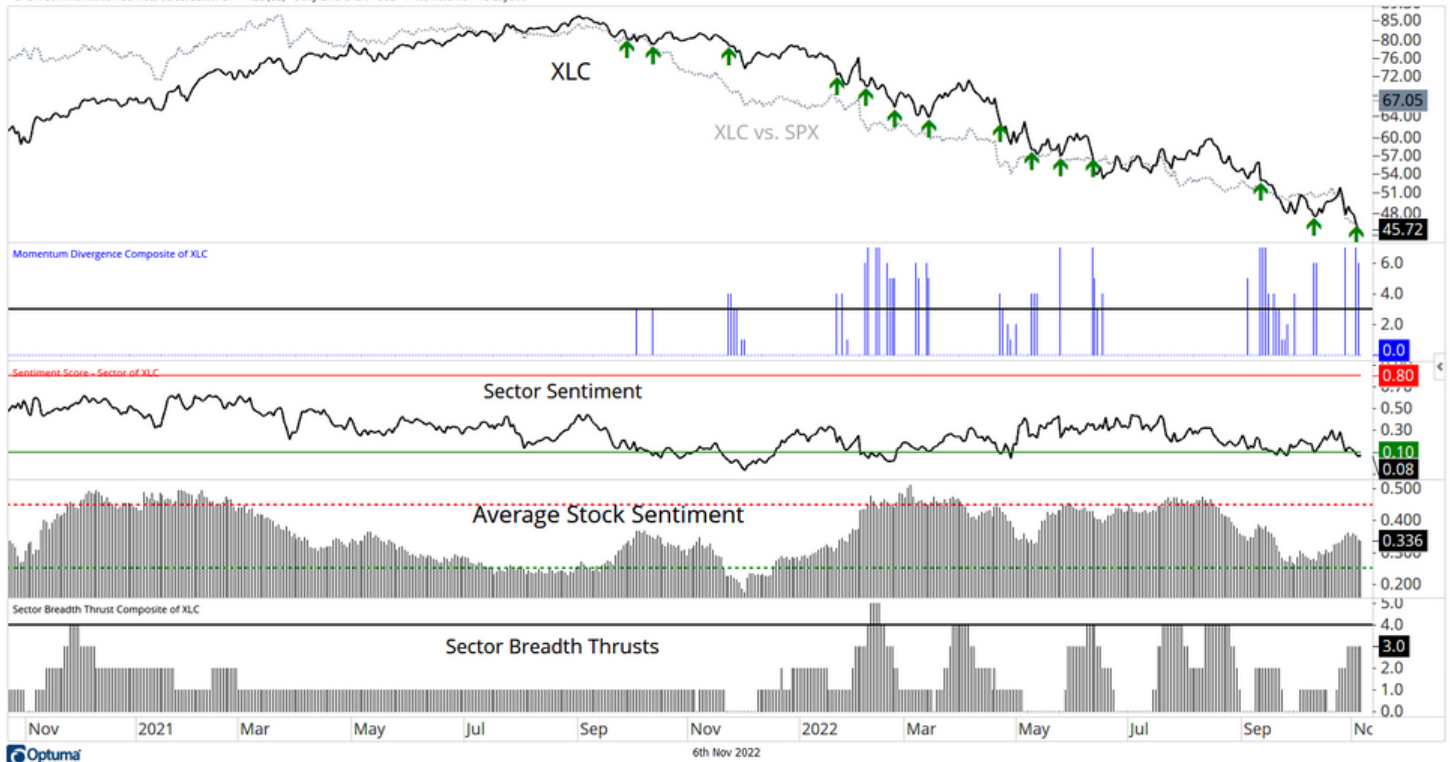 85.00
80.00
XLC
76.00
72.00
67.05
64.00
XLC vs. SPX
60.00
57.00
54.00
51.00
48.00
45.72
Momentum Divergence Composite of XLC
6.0
4.0
2.0
0.0
Sentiment Score - Sector of XLC
0.80
Sector Sentiment
0.50
0.30
0.10
0.08
0.500
Average Stock Sentiment
0.400
0.336
0.300
0.200
Sector Breadth Thrust Composite of XLC
5.0
4.0
Sector Breadth Thrusts
3.0
2.0
1.0
0.0
Nov 2021 Mar May Jul Sep Nov 2022 Mar May Jul Sep
Optuma
6th Nov 2022